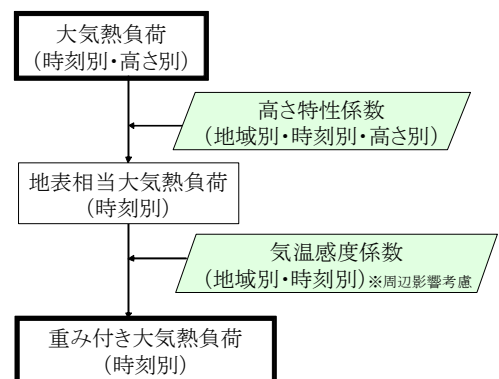 大気熱負荷
(時刻別・高さ別)
高さ特性係数
(地域別・時刻別・高さ別)
地表相当大気熱負荷
(時刻別)
気温感度係数
(地域別・時刻別)※周辺影響考慮
重み付き大気熱負荷
(時刻別)